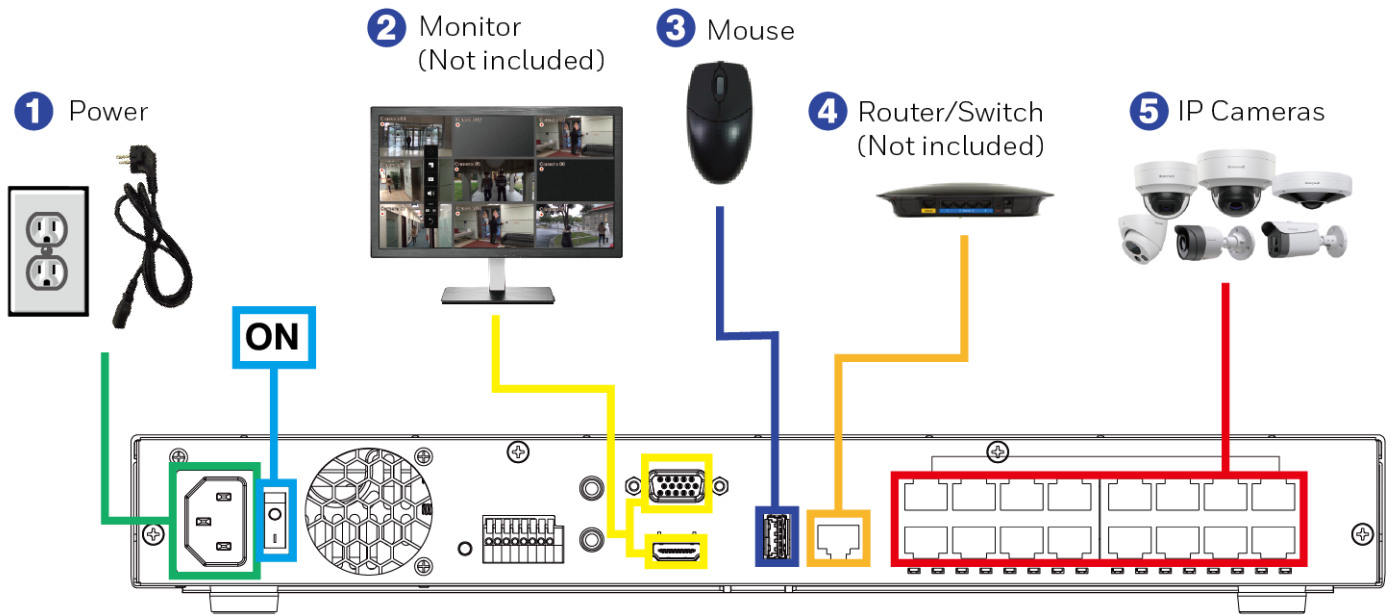 1 Power
2 Monitor
(Not included)
3 Mouse
4 Router/Switch
(Not included)
5 IP Cameras
ON